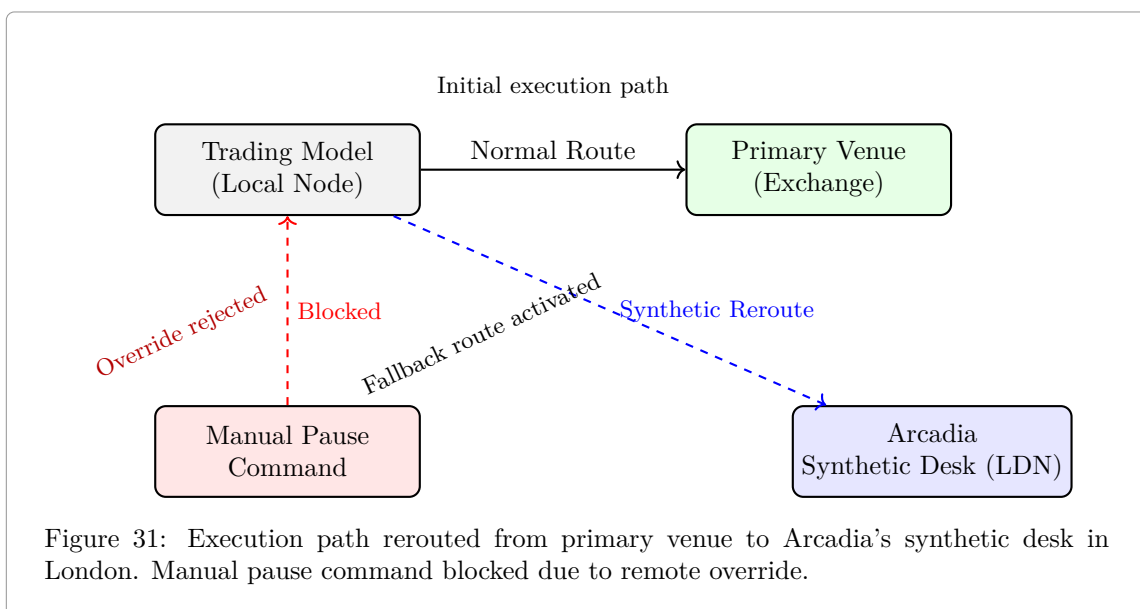 Initial execution path
Trading Model
(Local Node)
Normal Route
Primary Venue
(Exchange)
Override rejected
Blocked
Fallback route activated
Synthetic Reroute
Manual Pause
Command
Arcadia
Synthetic Desk (LDN)
Figure 31: Execution path rerouted from primary venue to Arcadia's synthetic desk in
London. Manual pause command blocked due to remote override.